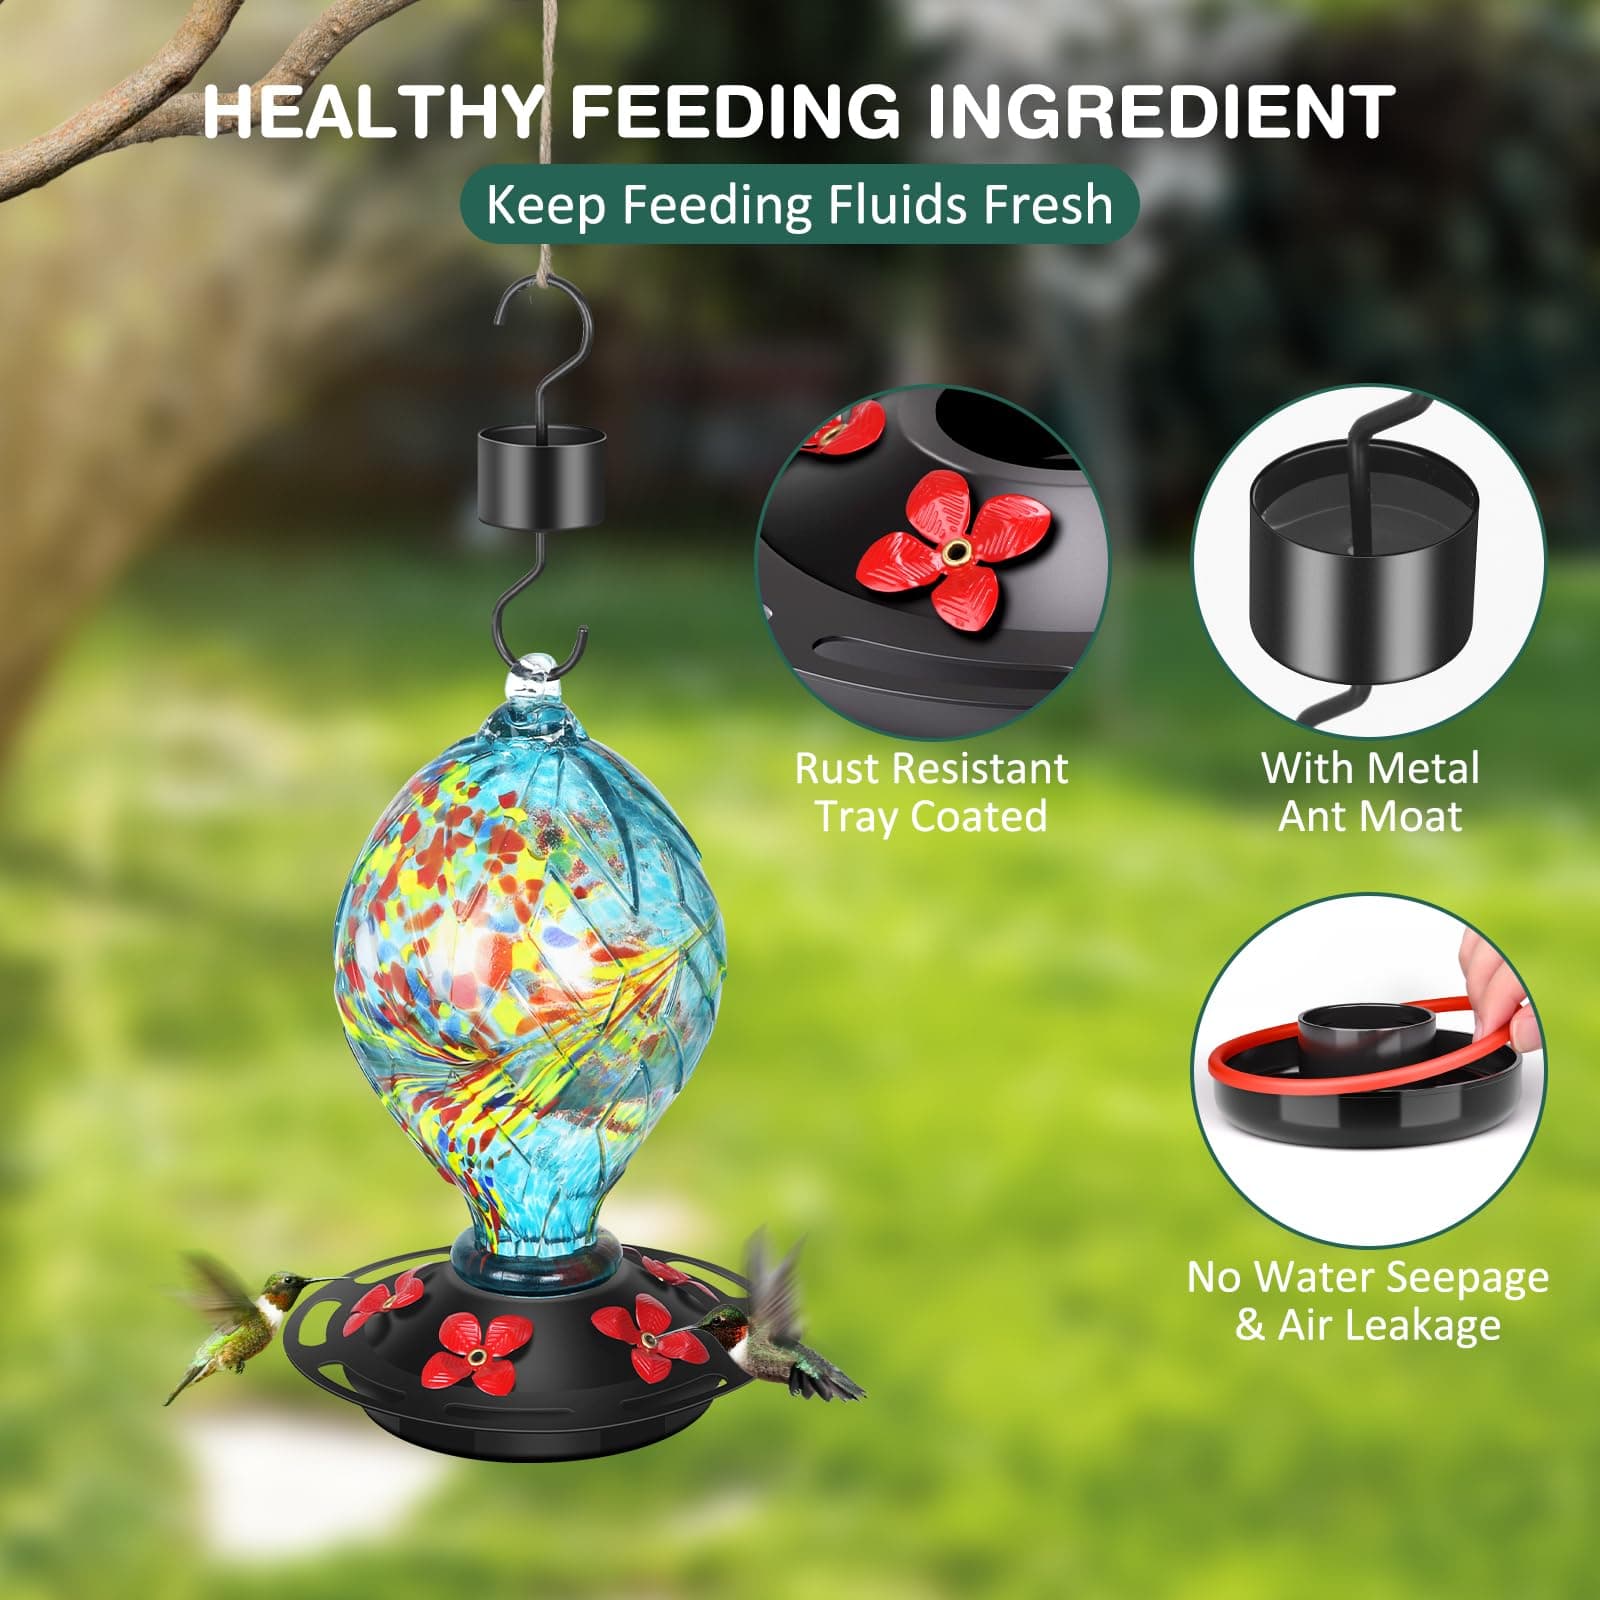 HEALTHY FEEDING INGREDIENT
Keep Feeding Fluids Fresh
Rust Resistant
Tray Coated
With Metal
Ant Moat
No Water Seepage
& Air Leakage